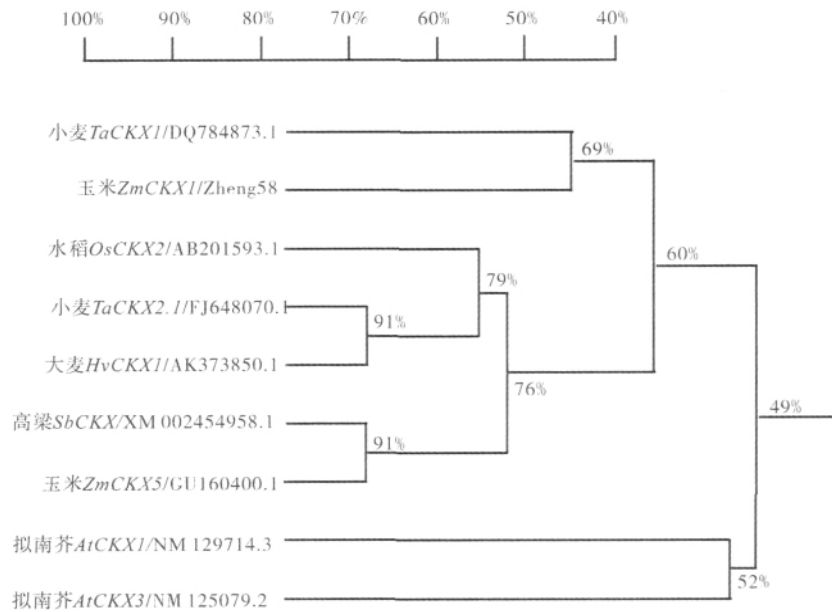 100% 90% 80% 70% 60% 50% 40%
小麦TaCKX1/DQ784873.1
69%
玉米ZmCKX1/Zheng58
水稻OsCKX2/AB201593.1
60%
79%
小麦TaCKX2.1/FJ648070.1
91%
大麦HvCKX1/AK373850.1
76%
49%
高梁SbCKX/XM 002454958.1
91%
玉米ZmCKX5/GU160400.1
拟南芥AtCKX1/NM 129714.3
52%
拟南芥AtCKX3/NM 125079.2